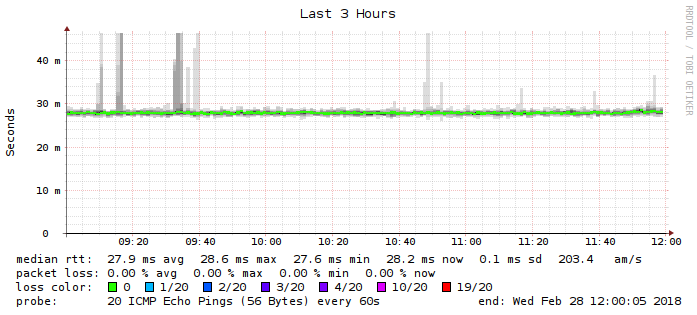 Last 3 Hours
RRDTOOL / TOBI OETIKER
Seconds
40 m
30 m
20 m
10 m
0
09:20 09:40 10:00 10:20 10:40 11:00 11:20 11:40 12:00
median rtt: 27.9 ms avg 28.6 ms max 27.6 ms min 28.2 ms now 0.1 ms sd 203.4 am/s
packet loss: 0.00 % avg 0.00 % max 0.00 % min 0.00 % now
loss color: 0 1/20 2/20 3/20 4/20 10/20 19/20
probe: 20 ICMP Echo Pings (56 Bytes) every 60s end: Wed Feb 28 12:00:05 2018